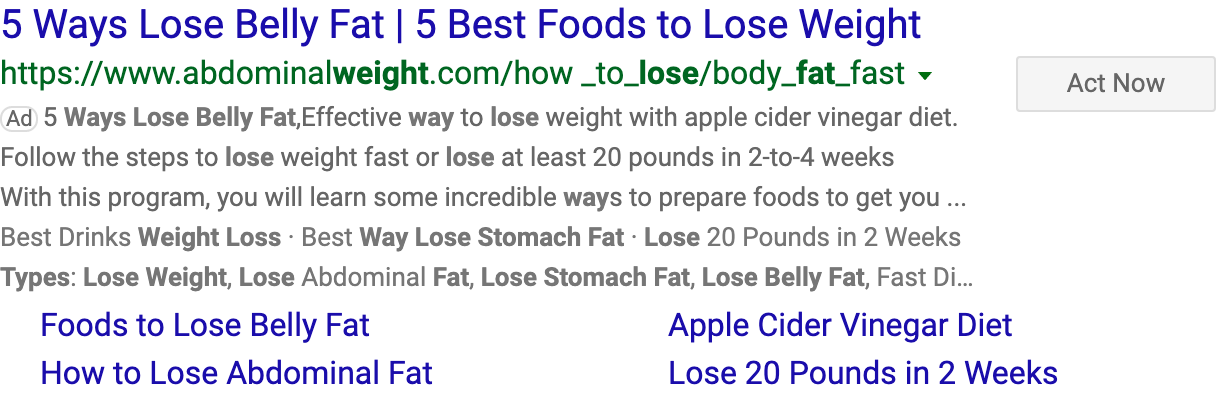 5 Ways Lose Belly Fat | 5 Best Foods to Lose Weight
https://www.abdominalweight.com/how _to_lose/body_fat_fast
Act Now
Ad 5 Ways Lose Belly Fat,Effective way to lose weight with apple cider vinegar diet.
Follow the steps to lose weight fast or lose at least 20 pounds in 2-to-4 weeks
With this program, you will learn some incredible ways to prepare foods to get you ...
Best Drinks Weight Loss · Best Way Lose Stomach Fat · Lose 20 Pounds in 2 Weeks
Types: Lose Weight, Lose Abdominal Fat, Lose Stomach Fat, Lose Belly Fat, Fast Di...
Foods to Lose Belly Fat
Apple Cider Vinegar Diet
How to Lose Abdominal Fat
Lose 20 Pounds in 2 Weeks